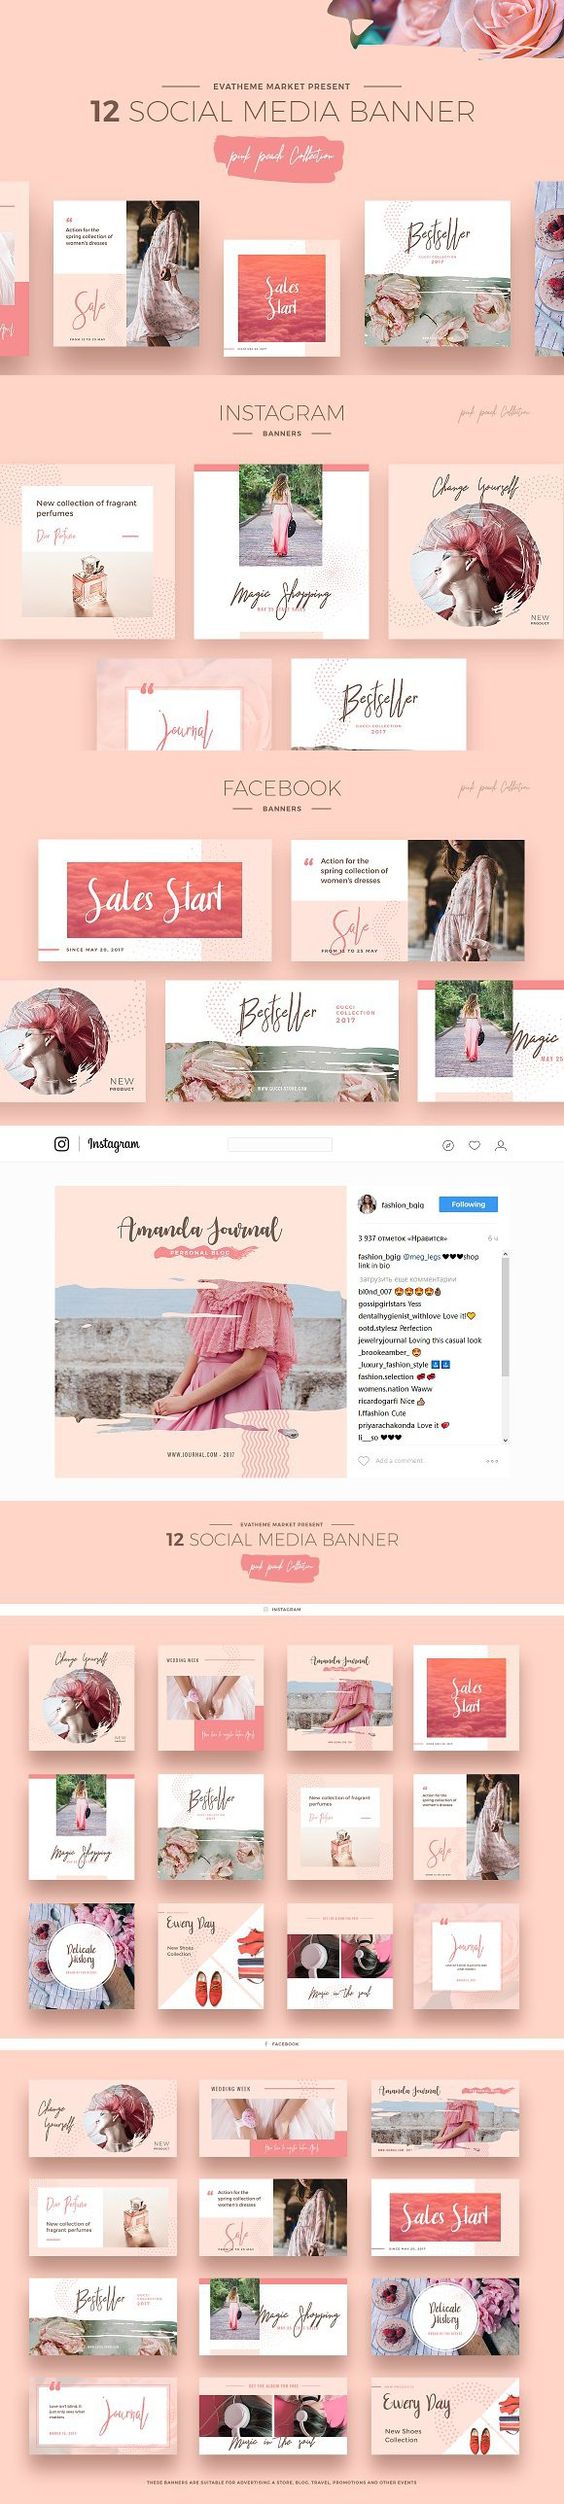 EVATHEME MARKET PRESENT
12 SOCIAL MEDIA BANNER
pink peach Collection
Action for the
spring collection of
women's dresses
Sale
FROM 12 TO 25 MAY
Sales
Start
Bestseller
GUCCI COLLECTION
2017
INSTAGRAM
BANNERS
pink peach Collection
New collection of fragrant
perfumes
Dior Perfume
Magic Shopping
Change Yourself
NEW
PRODUCT
Journal
Bestseller
GUCCI COLLECTION
2017
FACEBOOK
BANNERS
pink peach Collection
Sales Start
SINCE MAY 20, 2017
Action for the
spring collection of
women's dresses
Sale
FROM 12 TO 25 MAY
NEW
PRODUCT
Bestseller
GUCCI
COLLECTION
2017
WWW.GUCCI-STORE.COM
Magic
MAY 25
Instagram
Amanda Journal
PERSONAL BLOG
WWW.JOURNAL.COM - 2017
fashion_bgig
Following
3 937 отметок «Нравится»
6 ч
fashion_bgig @meg_legs ❤❤❤shop
link in bio
загрузить еще комментарии
bl0nd_007 😍😍😍😍👌
gossipgirlstars Yess
dentalhygienist_withlove Love it!💛
ootd.stylesz Perfection
jewelryjournal Loving this casual look
_brookeamber_ 😍
_luxury_fashion_style
fashion.selection
womens.nation Waww
ricardogarfi Nice
l.ffashion Cute
priyarachakonda Love it
li___so ❤❤❤
Add a comment...
EVATHEME MARKET PRESENT
12 SOCIAL MEDIA BANNER
pink peach Collection
INSTAGRAM
Change Yourself
NEW
WEDDING WEEK
Amanda Journal
Sales
Start
Magic Shopping
Bestseller
New collection of fragrant
perfumes
Dior Perfume
Action for the
spring collection of
women's dresses
Sale
Delicate
History
Every Day
New Shoes
Collection
Music in the soul
Journal
FACEBOOK
Change
Yourself
NEW
PRODUCT
WEDDING WEEK
Amanda Journal
Dior Perfume
New collection of
fragrant perfumes
Action for the
spring collection of
women's dresses
Sale
FROM 12 TO 25 MAY
Sales Start
SINCE MAY 20, 2017
Bestseller
GUCCI
COLLECTION
2017
Magic Shopping
Delicate
History
Love isn't blind, it
just only sees what
matters.
Journal
GET THE ALBUM FOR FREE
Music in the soul
Every Day
New Shoes
Collection
THESE BANNERS ARE SUITABLE FOR ADVERTISING A STORE, BLOG, TRAVEL, PROMOTIONS AND OTHER EVENTS